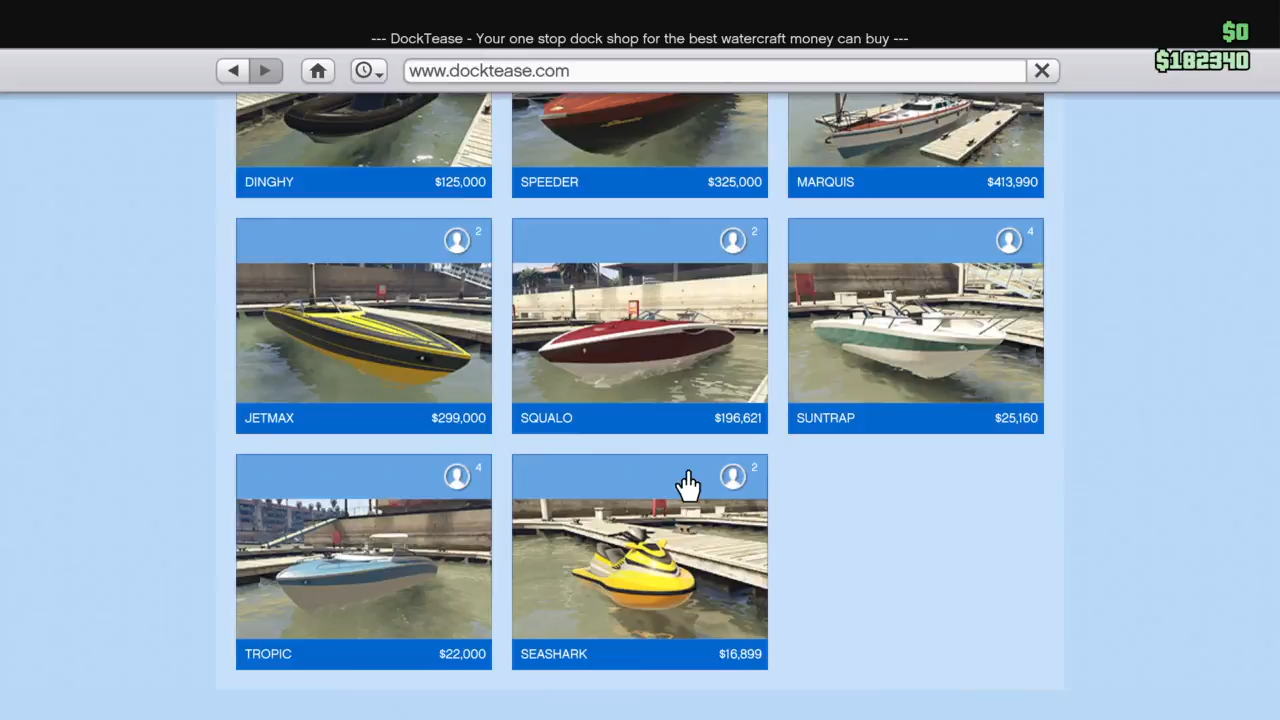 --- DockTease - Your one stop dock shop for the best watercraft money can buy ---
$0
$182340
www.docktease.com
DINGHY $125,000
SPEEDER $325,000
MARQUIS $413,990
2
2
4
JETMAX $299,000
SQUALO $196,621
SUNTRAP $25,160
4
2
TROPIC $22,000
SEASHARK $16,899